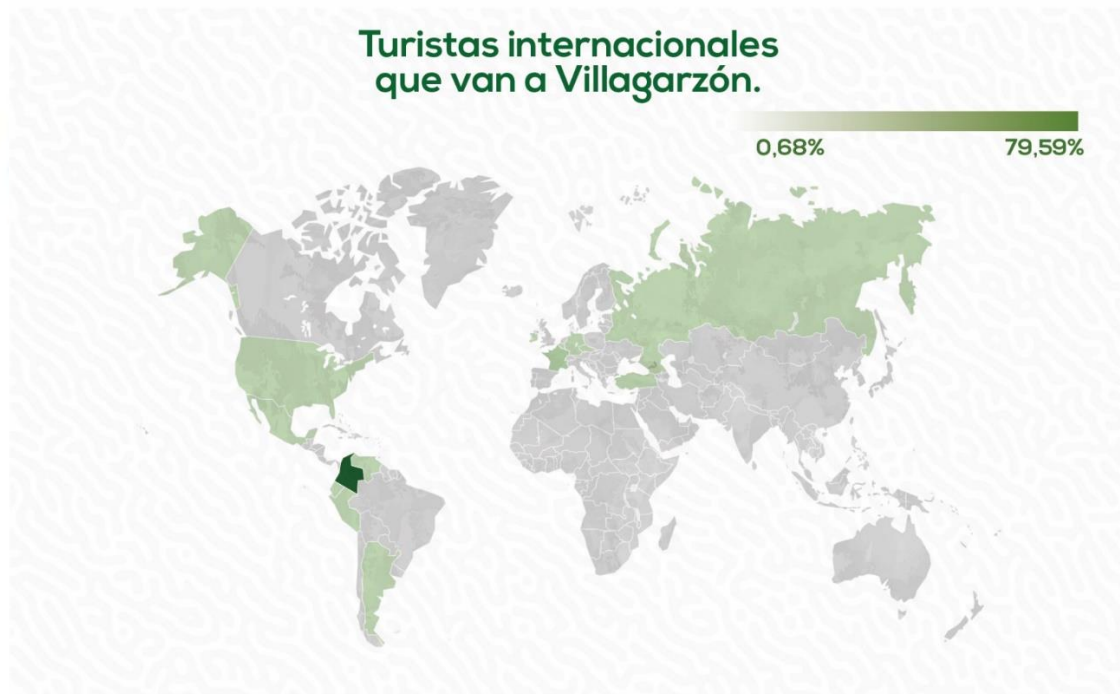 Turistas internacionales
que van a Villagarzón.
0,68% 79,59%